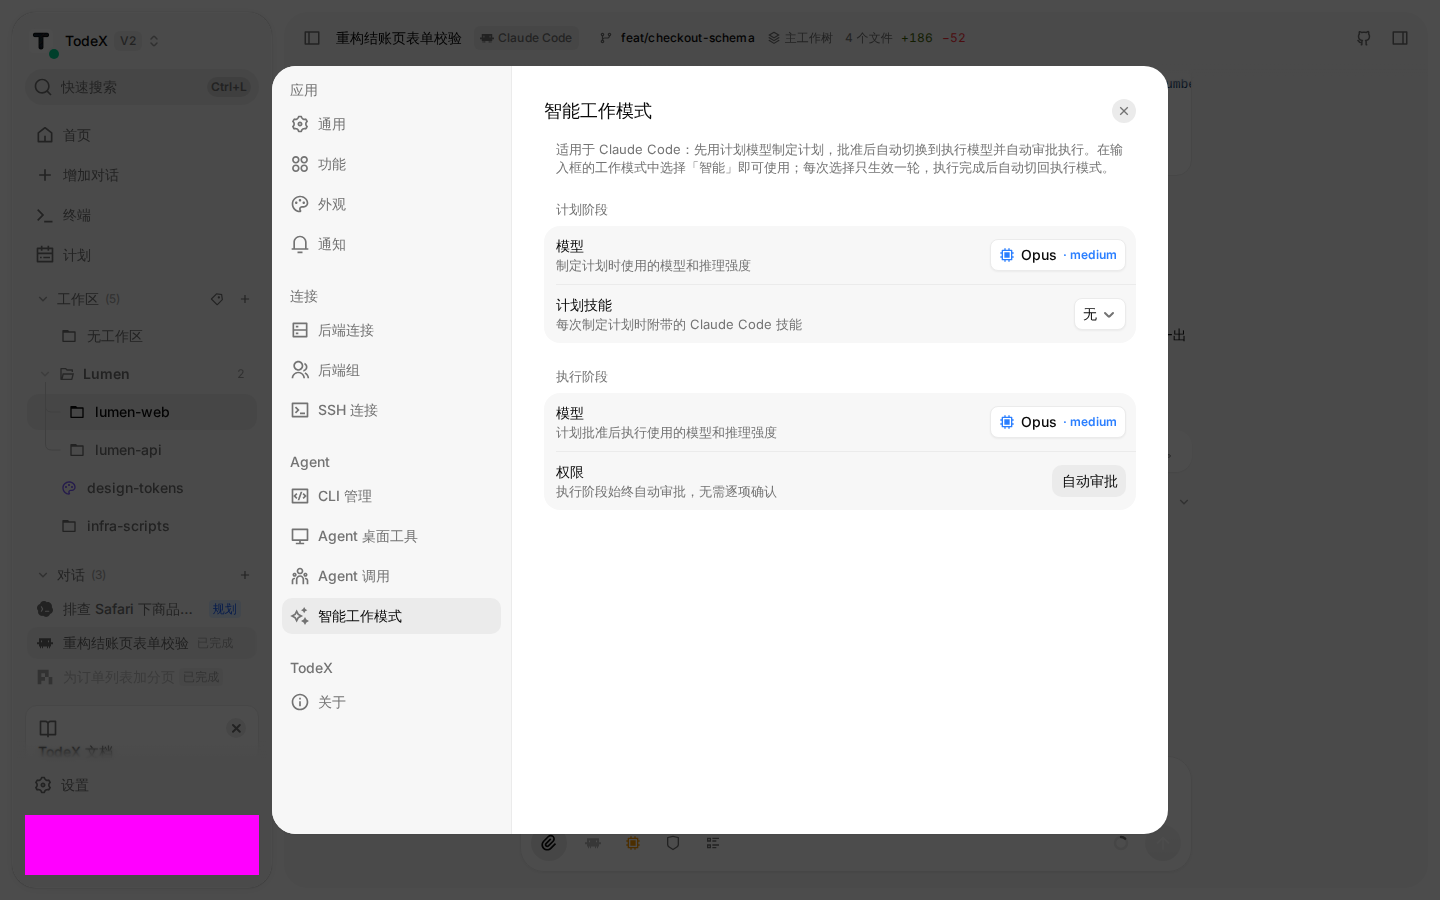 TodeX V2
快速搜索 Ctrl+L
首页
增加对话
终端
计划
工作区 (5)
无工作区
Lumen 2
lumen-web
lumen-api
design-tokens
infra-scripts
对话 (3)
排查 Safari 下商品... 规划
重构结账页表单校验 已完成
为订单列表加分页 已完成
TodeX 文档
设置
重构结账页表单校验 Claude Code feat/checkout-schema 主工作树 4 个文件 +186 −52
应用
通用
功能
外观
通知
连接
后端连接
后端组
SSH 连接
Agent
CLI 管理
Agent 桌面工具
Agent 调用
智能工作模式
TodeX
关于
智能工作模式
适用于 Claude Code：先用计划模型制定计划，批准后自动切换到执行模型并自动审批执行。在输
入框的工作模式中选择「智能」即可使用；每次选择只生效一轮，执行完成后自动切回执行模式。
计划阶段
模型
制定计划时使用的模型和推理强度
Opus · medium
计划技能
每次制定计划时附带的 Claude Code 技能
无
执行阶段
模型
计划批准后执行使用的模型和推理强度
Opus · medium
权限
执行阶段始终自动审批，无需逐项确认
自动审批
出